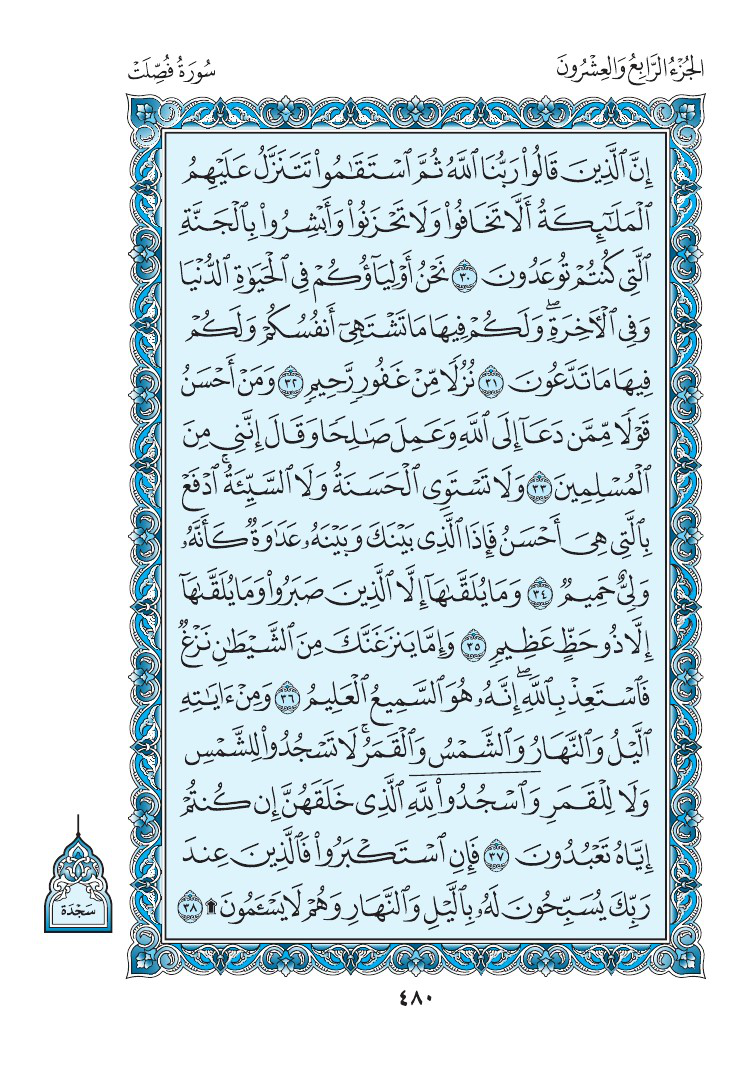 الجُزْءُ الرَّابِعُ وَالعِشْرُونَ
سُورَةُ فُصِّلَتْ
إِنَّ ٱلَّذِينَ قَالُوا۟ رَبُّنَا ٱللَّهُ ثُمَّ ٱسْتَقَٰمُوا۟ تَتَنَزَّلُ عَلَيْهِمُ
ٱلْمَلَٰٓئِكَةُ أَلَّا تَخَافُوا۟ وَلَا تَحْزَنُوا۟ وَأَبْشِرُوا۟ بِٱلْجَنَّةِ
ٱلَّتِى كُنتُمْ تُوعَدُونَ ٣٠ نَحْنُ أَوْلِيَآؤُكُمْ فِى ٱلْحَيَوٰةِ ٱلدُّنْيَا
وَفِى ٱلْءَاخِرَةِ ۖ وَلَكُمْ فِيهَا مَا تَشْتَهِىٓ أَنفُسُكُمْ وَلَكُمْ
فِيهَا مَا تَدَّعُونَ ٣١ نُزُلًا مِّنْ غَفُورٍ رَّحِيمٍ ٣٢ وَمَنْ أَحْسَنُ
قَوْلًا مِّمَّن دَعَآ إِلَى ٱللَّهِ وَعَمِلَ صَٰلِحًا وَقَالَ إِنَّنِى مِنَ
ٱلْمُسْلِمِينَ ٣٣ وَلَا تَسْتَوِى ٱلْحَسَنَةُ وَلَا ٱلسَّيِّئَةُ ۚ ٱدْفَعْ
بِٱلَّتِى هِىَ أَحْسَنُ فَإِذَا ٱلَّذِى بَيْنَكَ وَبَيْنَهُۥ عَدَٰوَةٌ كَأَنَّهُۥ
وَلِىٌّ حَمِيمٌ ٣٤ وَمَا يُلَقَّىٰهَآ إِلَّا ٱلَّذِينَ صَبَرُوا۟ وَمَا يُلَقَّىٰهَآ
إِلَّا ذُو حَظٍّ عَظِيمٍ ٣٥ وَإِمَّا يَنزَغَنَّكَ مِنَ ٱلشَّيْطَٰنِ نَزْغٌ
فَٱسْتَعِذْ بِٱللَّهِ ۖ إِنَّهُۥ هُوَ ٱلسَّمِيعُ ٱلْعَلِيمُ ٣٦ وَمِنْ ءَايَٰتِهِ
ٱلَّيْلُ وَٱلنَّهَارُ وَٱلشَّمْسُ وَٱلْقَمَرُ ۚ لَا تَسْجُدُوا۟ لِلشَّمْسِ
وَلَا لِلْقَمَرِ وَٱسْجُدُوا۟ لِلَّهِ ٱلَّذِى خَلَقَهُنَّ إِن كُنتُمْ
إِيَّاهُ تَعْبُدُونَ ٣٧ فَإِنِ ٱسْتَكْبَرُوا۟ فَٱلَّذِينَ عِندَ
رَبِّكَ يُسَبِّحُونَ لَهُۥ بِٱلَّيْلِ وَٱلنَّهَارِ وَهُمْ لَا يَسْـَٔمُونَ ۩ ٣٨
سَجْدَة
٤٨٠